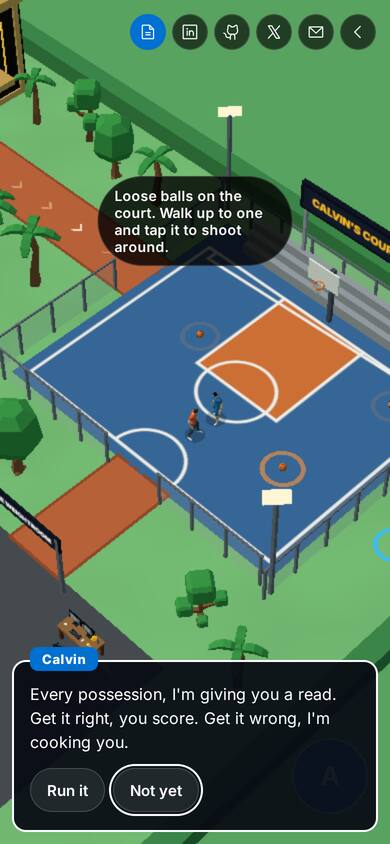 Loose balls on the
court. Walk up to one
and tap it to shoot
around.
CALVIN'S COU
Calvin
Every possession, I'm giving you a read.
Get it right, you score. Get it wrong, I'm
cooking you.
Run it
Not yet
A